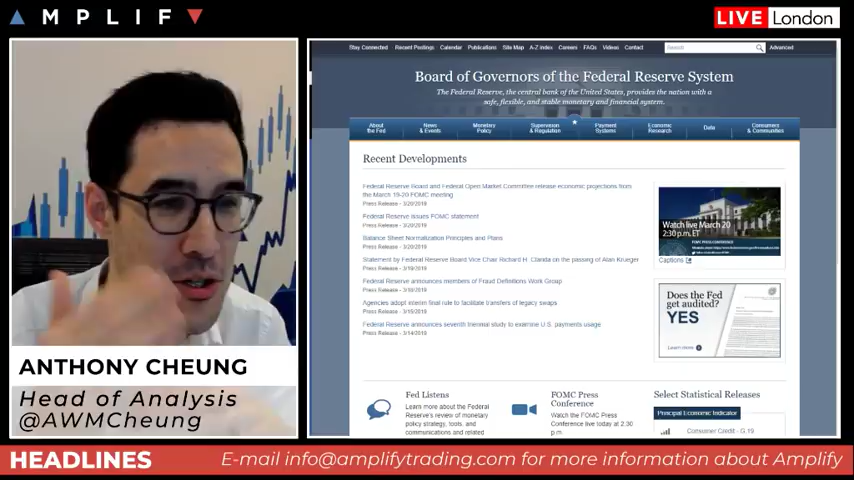 AMPLIFY
LIVE London
Stay Connected Recent Postings Calendar Publications Site Map A-Z index Careers FAQs Videos Contact Search Advanced
Board of Governors of the Federal Reserve System
The Federal Reserve, the central bank of the United States, provides the nation with a
safe, flexible, and stable monetary and financial system.
About the Fed
News & Events
Monetary Policy
Supervision & Regulation
Payment Systems
Economic Research
Data
Consumers & Communities
Recent Developments
Federal Reserve Board and Federal Open Market Committee release economic projections from
the March 19-20 FOMC meeting
Press Release - 3/20/2019
Federal Reserve issues FOMC statement
Press Release - 3/20/2019
Balance Sheet Normalization Principles and Plans
Press Release - 3/20/2019
Statement by Federal Reserve Board Vice Chair Richard H. Clarida on the passing of Alan Krueger
Press Release - 3/19/2019
Federal Reserve announces members of Fraud Definitions Work Group
Press Release -
Agencies adopt interim final rule to facilitate transfers of legacy swaps
Press Release -
Federal Reserve announces seventh triennial study to examine U.S. payments usage
Press Release - 3/14/2019
Watch live March 20
2:30 p.m. ET
FOMC PRESS CONFERENCE
Captions
Does the Fed
get audited?
YES
Learn more
Fed Listens
Learn more about the Federal
Reserve's review of monetary
policy strategy, tools, and
communications and related
FOMC Press
Conference
Watch the FOMC Press
Conference live today at 2:30
p.m.
Select Statistical Releases
Principal Economic Indicator
Consumer Credit - G.19
ANTHONY CHEUNG
Head of Analysis
@AWMCheung
HEADLINES
E-mail info@amplifytrading.com for more information about Amplify